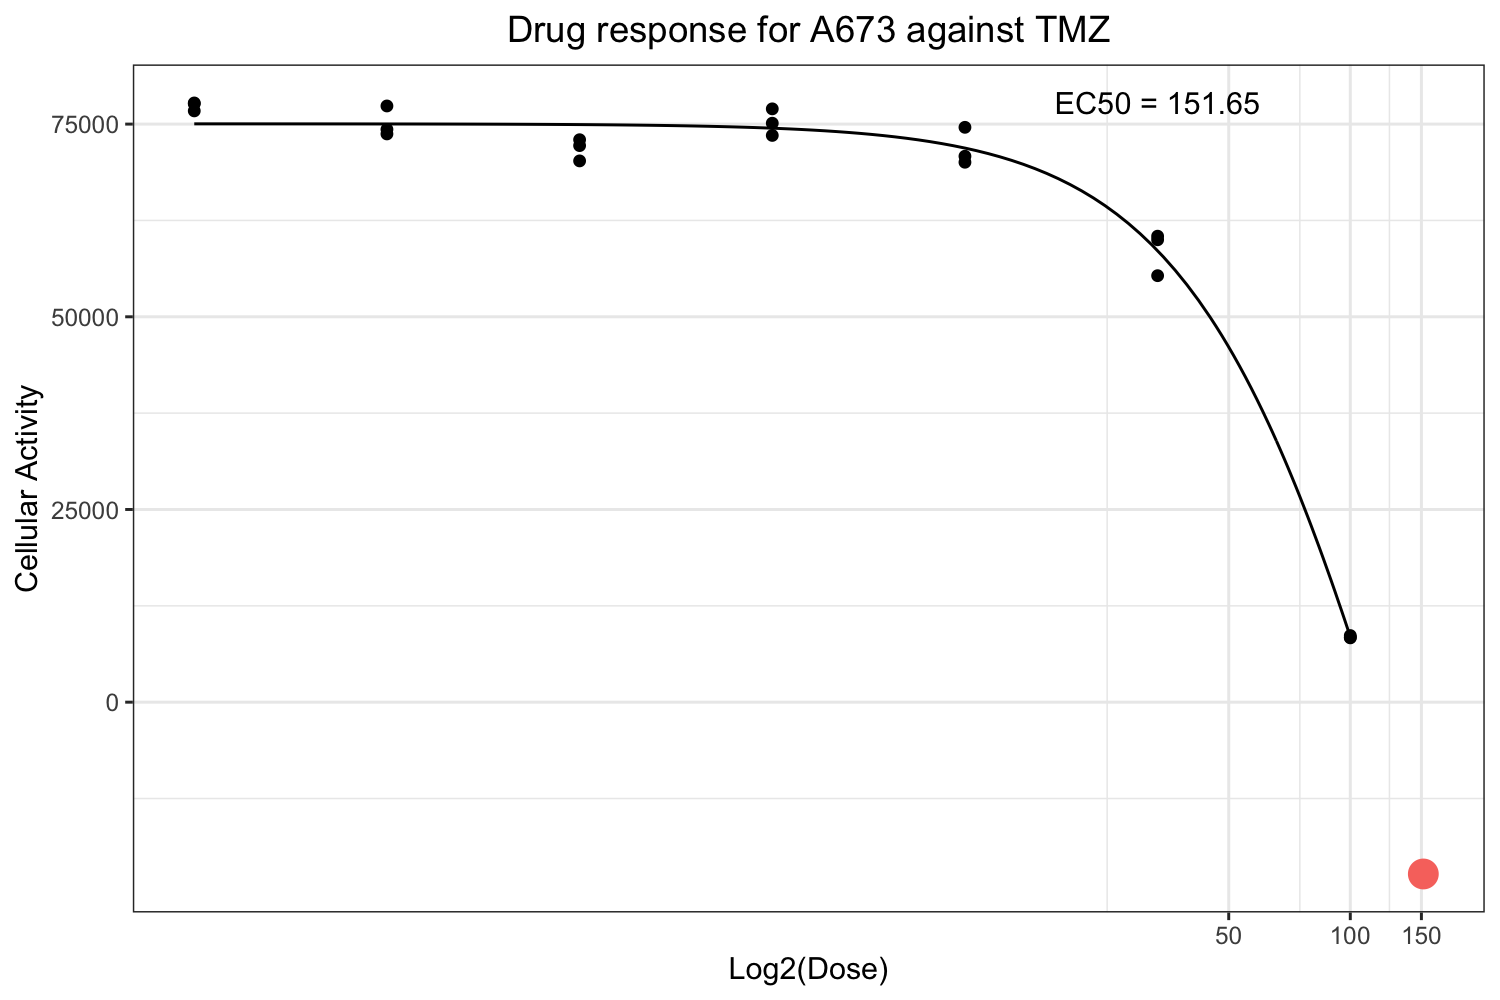 Drug response for A673 against TMZ
EC50 = 151.65
75000
50000
25000
0
Cellular Activity
50 100 150
Log2(Dose)